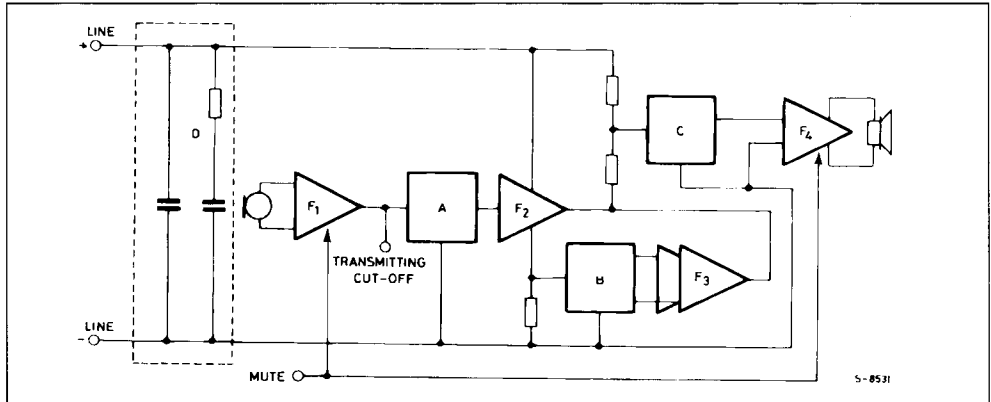 LINE
+
D
C
F4
F1
A
F2
TRANSMITTING
CUT-OFF
B
F3
LINE
-
MUTE
S-8531